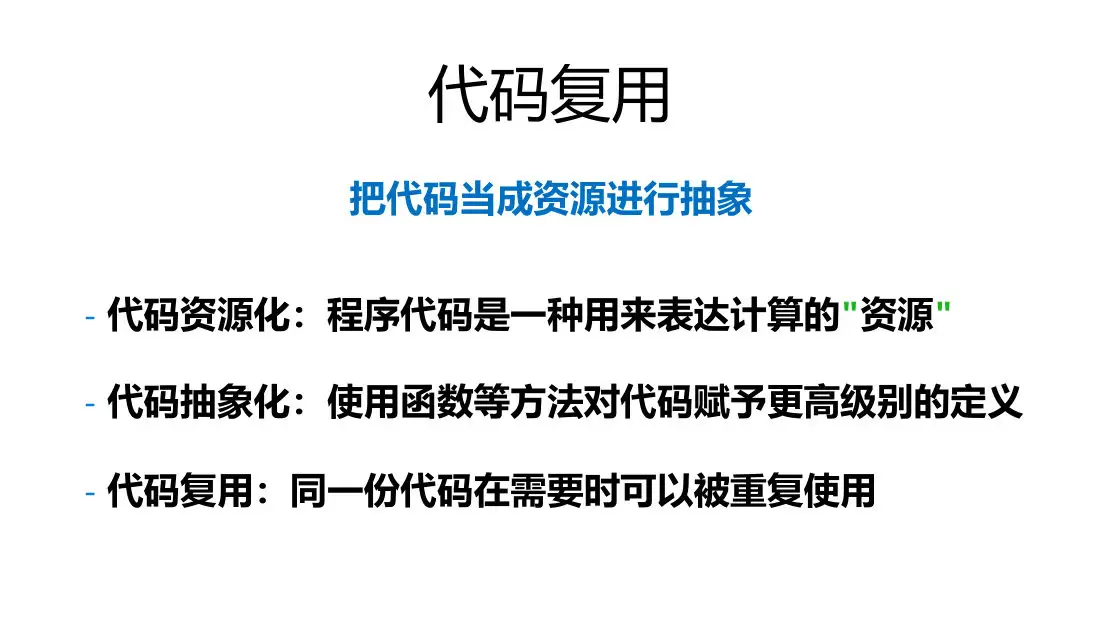 代码复用
把代码当成资源进行抽象
- 代码资源化：程序代码是一种用来表达计算的"资源"
- 代码抽象化：使用函数等方法对代码赋予更高级别的定义
- 代码复用：同一份代码在需要时可以被重复使用